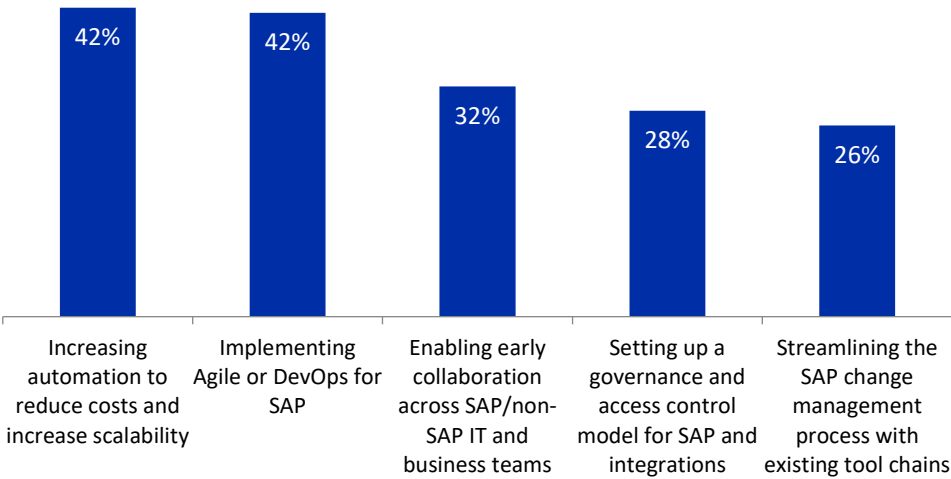 42%
42%
32%
28%
26%
Increasing
automation to
reduce costs and
increase scalability
Implementing
Agile or DevOps for
SAP
Enabling early
collaboration
across SAP/non-
SAP IT and
business teams
Setting up a
governance and
access control
model for SAP and
integrations
Streamlining the
SAP change
management
process with
existing tool chains